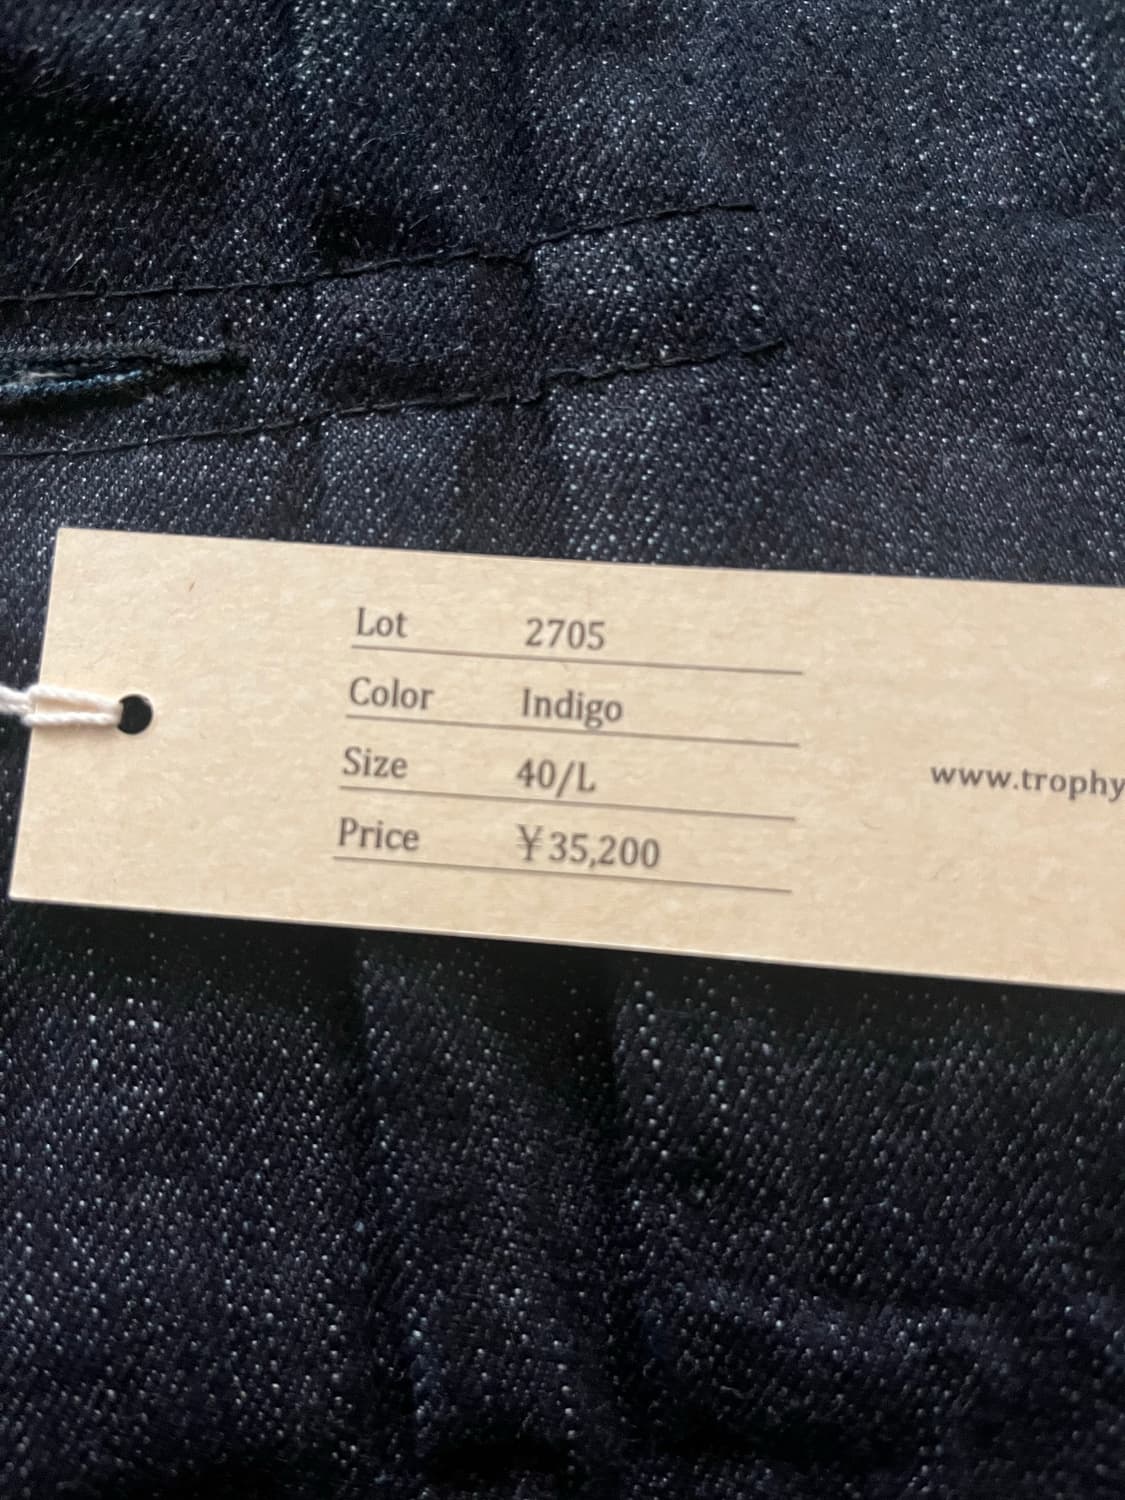 Lot 2705
Color Indigo
Size 40/L
Price ¥35,200
www.trophy